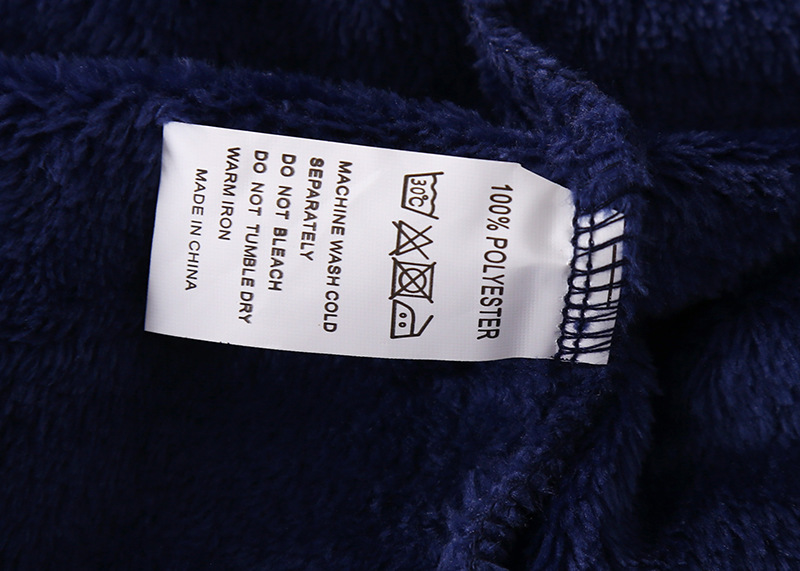 100% POLYESTER
30℃
MACHINE WASH COLD
SEPARATELY
DO NOT BLEACH
DO NOT TUMBLE DRY
WARM IRON
MADE IN CHINA